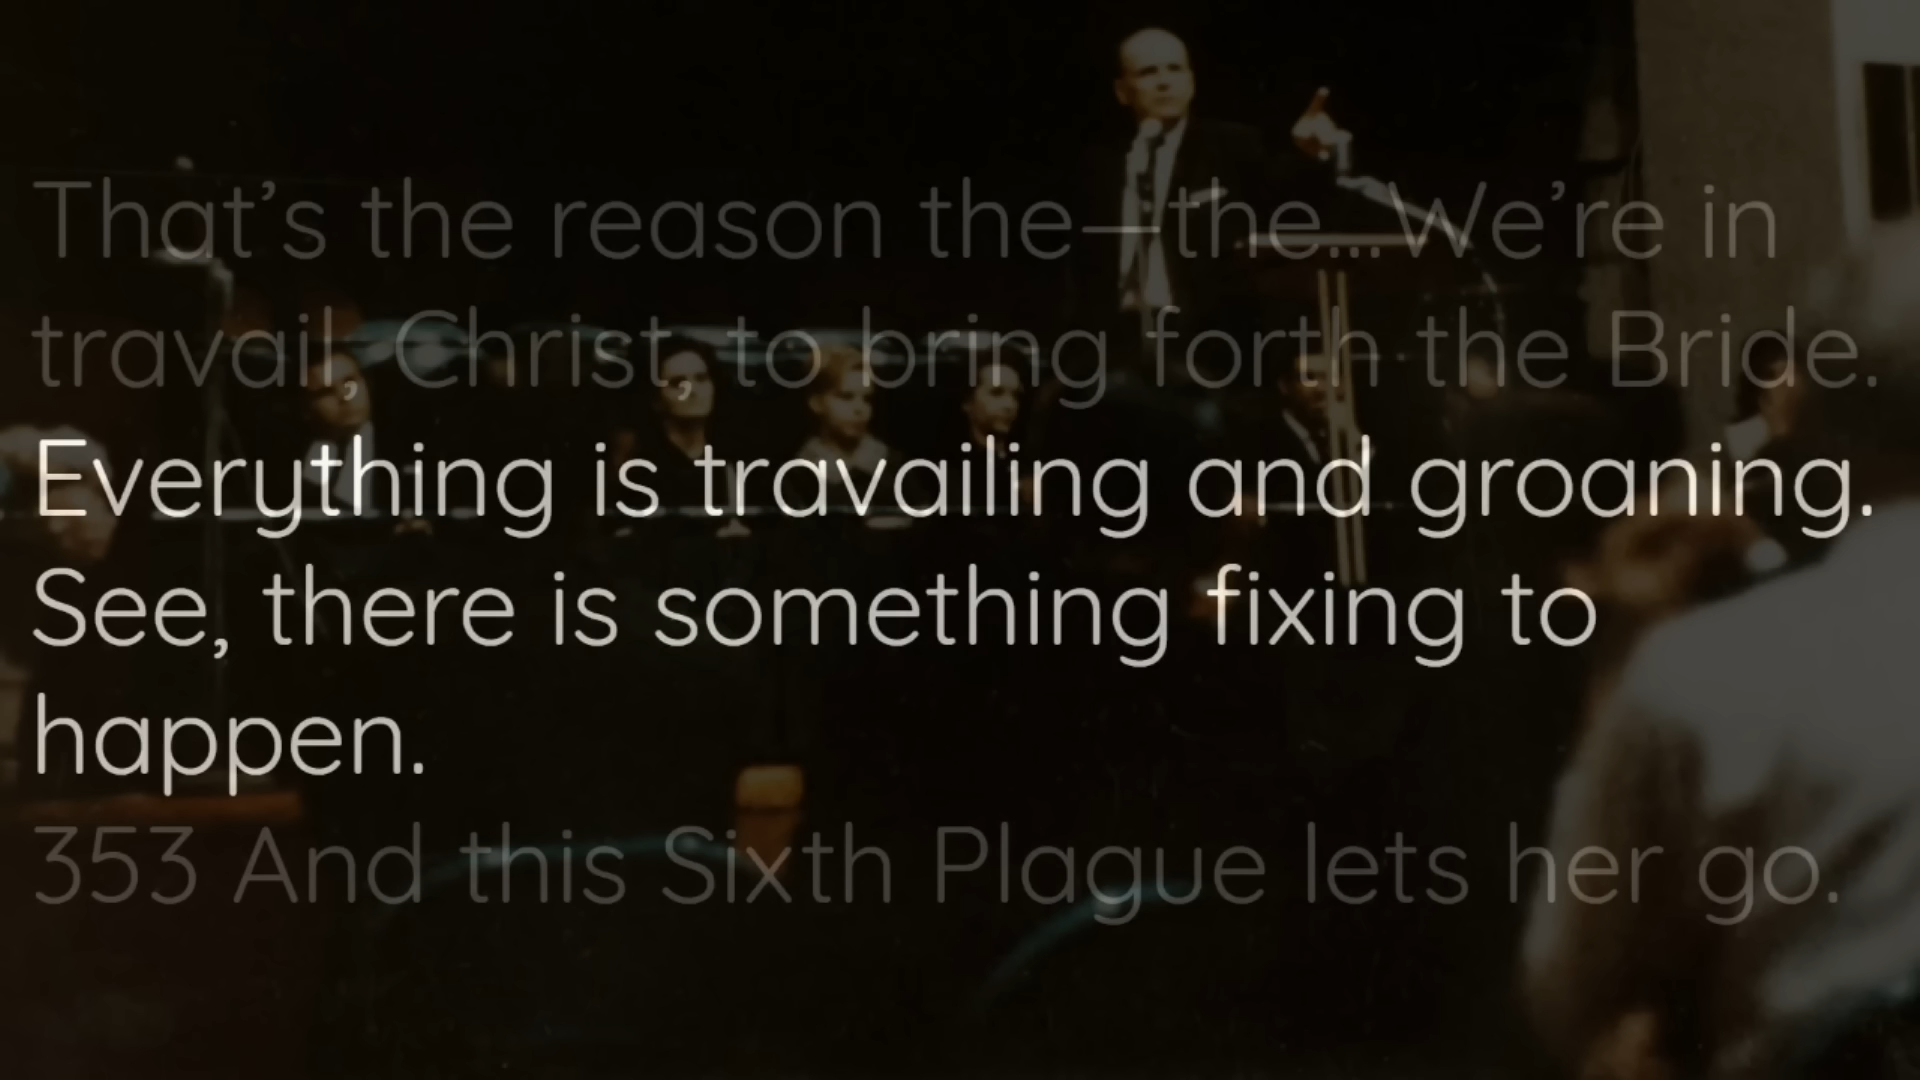 That’s the reason the—the...We’re in
travail, Christ, to bring forth the Bride.
Everything is travailing and groaning.
See, there is something fixing to
happen.
353 And this Sixth Plague lets her go.